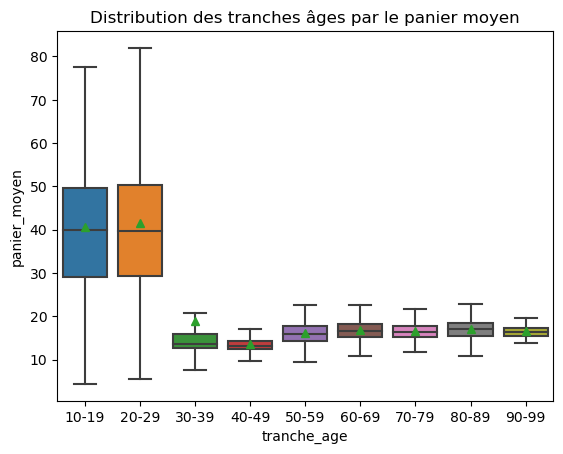 Distribution des tranches âges par le panier moyen
panier_moyen
80
70
60
50
40
30
20
10
10-19 20-29 30-39 40-49 50-59 60-69 70-79 80-89 90-99
tranche_age